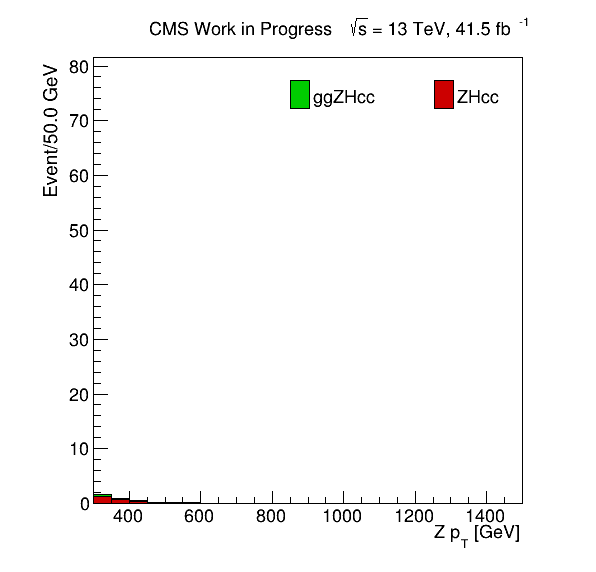 CMS Work in Progress √s = 13 TeV, 41.5 fb⁻¹
ggZHcc ZHcc
Event/50.0 GeV
80
70
60
50
40
30
20
10
0
400 600 800 1000 1200 1400
Z p_T [GeV]